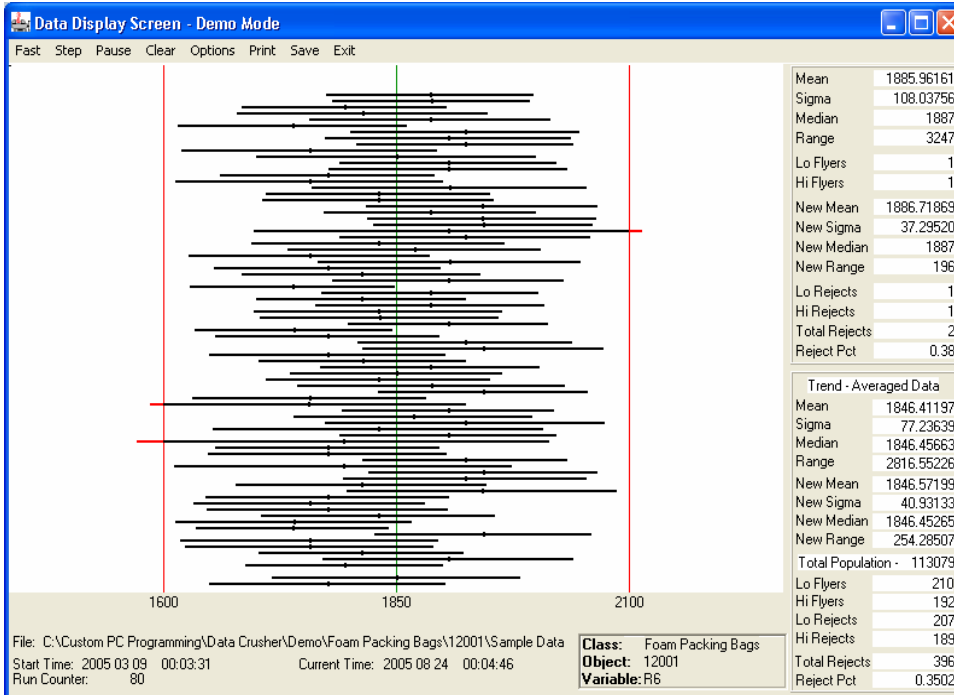 Data Display Screen - Demo Mode
Fast Step Pause Clear Options Print Save Exit
Mean 1885.96161
Sigma 108.03756
Median 1887
Range 3247
Lo Flyers 1
Hi Flyers 1
New Mean 1886.71869
New Sigma 37.29520
New Median 1887
New Range 196
Lo Rejects 1
Hi Rejects 1
Total Rejects 2
Reject Pct 0.38
Trend - Averaged Data
Mean 1846.41197
Sigma 77.23639
Median 1846.45663
Range 2816.55226
New Mean 1846.57199
New Sigma 40.93133
New Median 1846.45265
New Range 254.28507
Total Population - 113079
Lo Flyers 210
Hi Flyers 192
Lo Rejects 207
Hi Rejects 189
Total Rejects 396
Reject Pct 0.3502
1600 1850 2100
File: C:\Custom PC Programming\Data Crusher\Demo\Foam Packing Bags\12001\Sample Data
Start Time: 2005 03 09 00:03:31 Current Time: 2005 08 24 00:04:46
Run Counter: 80
Class: Foam Packing Bags
Object: 12001
Variable: R6